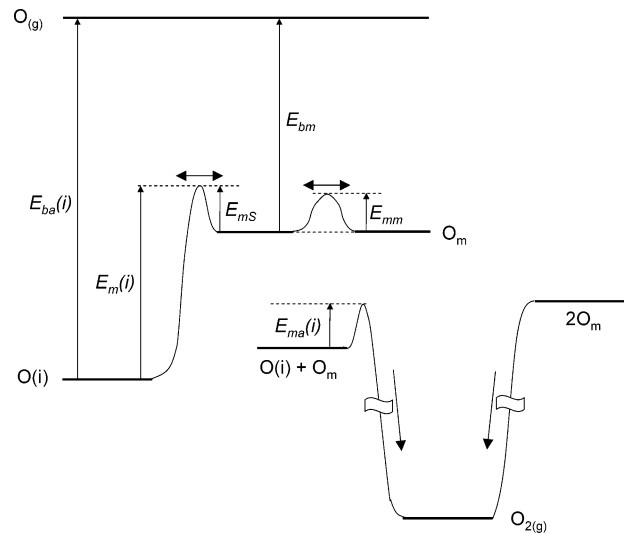 O(g)
Ebm
Eba(i)
EmS
Emm
Om
Em(i)
Ema(i)
2Om
O(i)
O(i) + Om
O2(g)